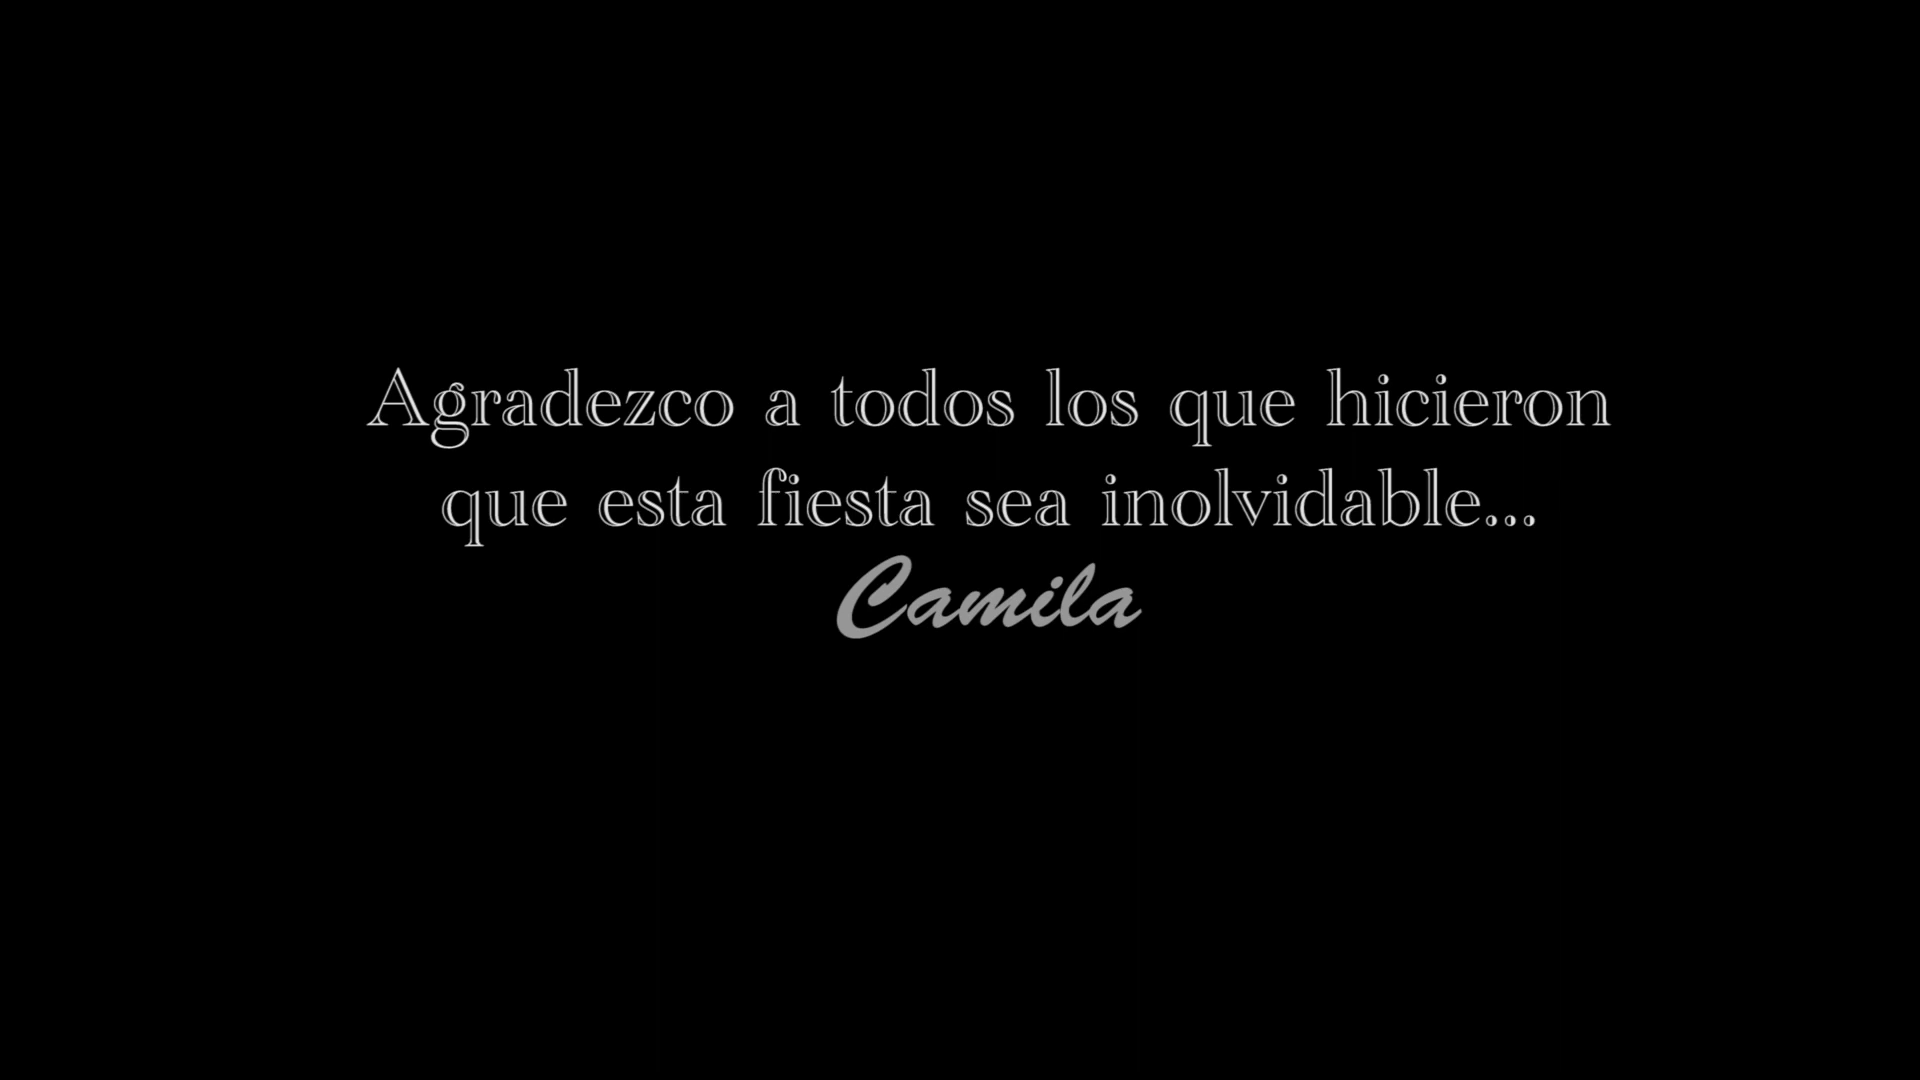 Agradezco a todos los que hicieron
que esta fiesta sea inolvidable...
Camila